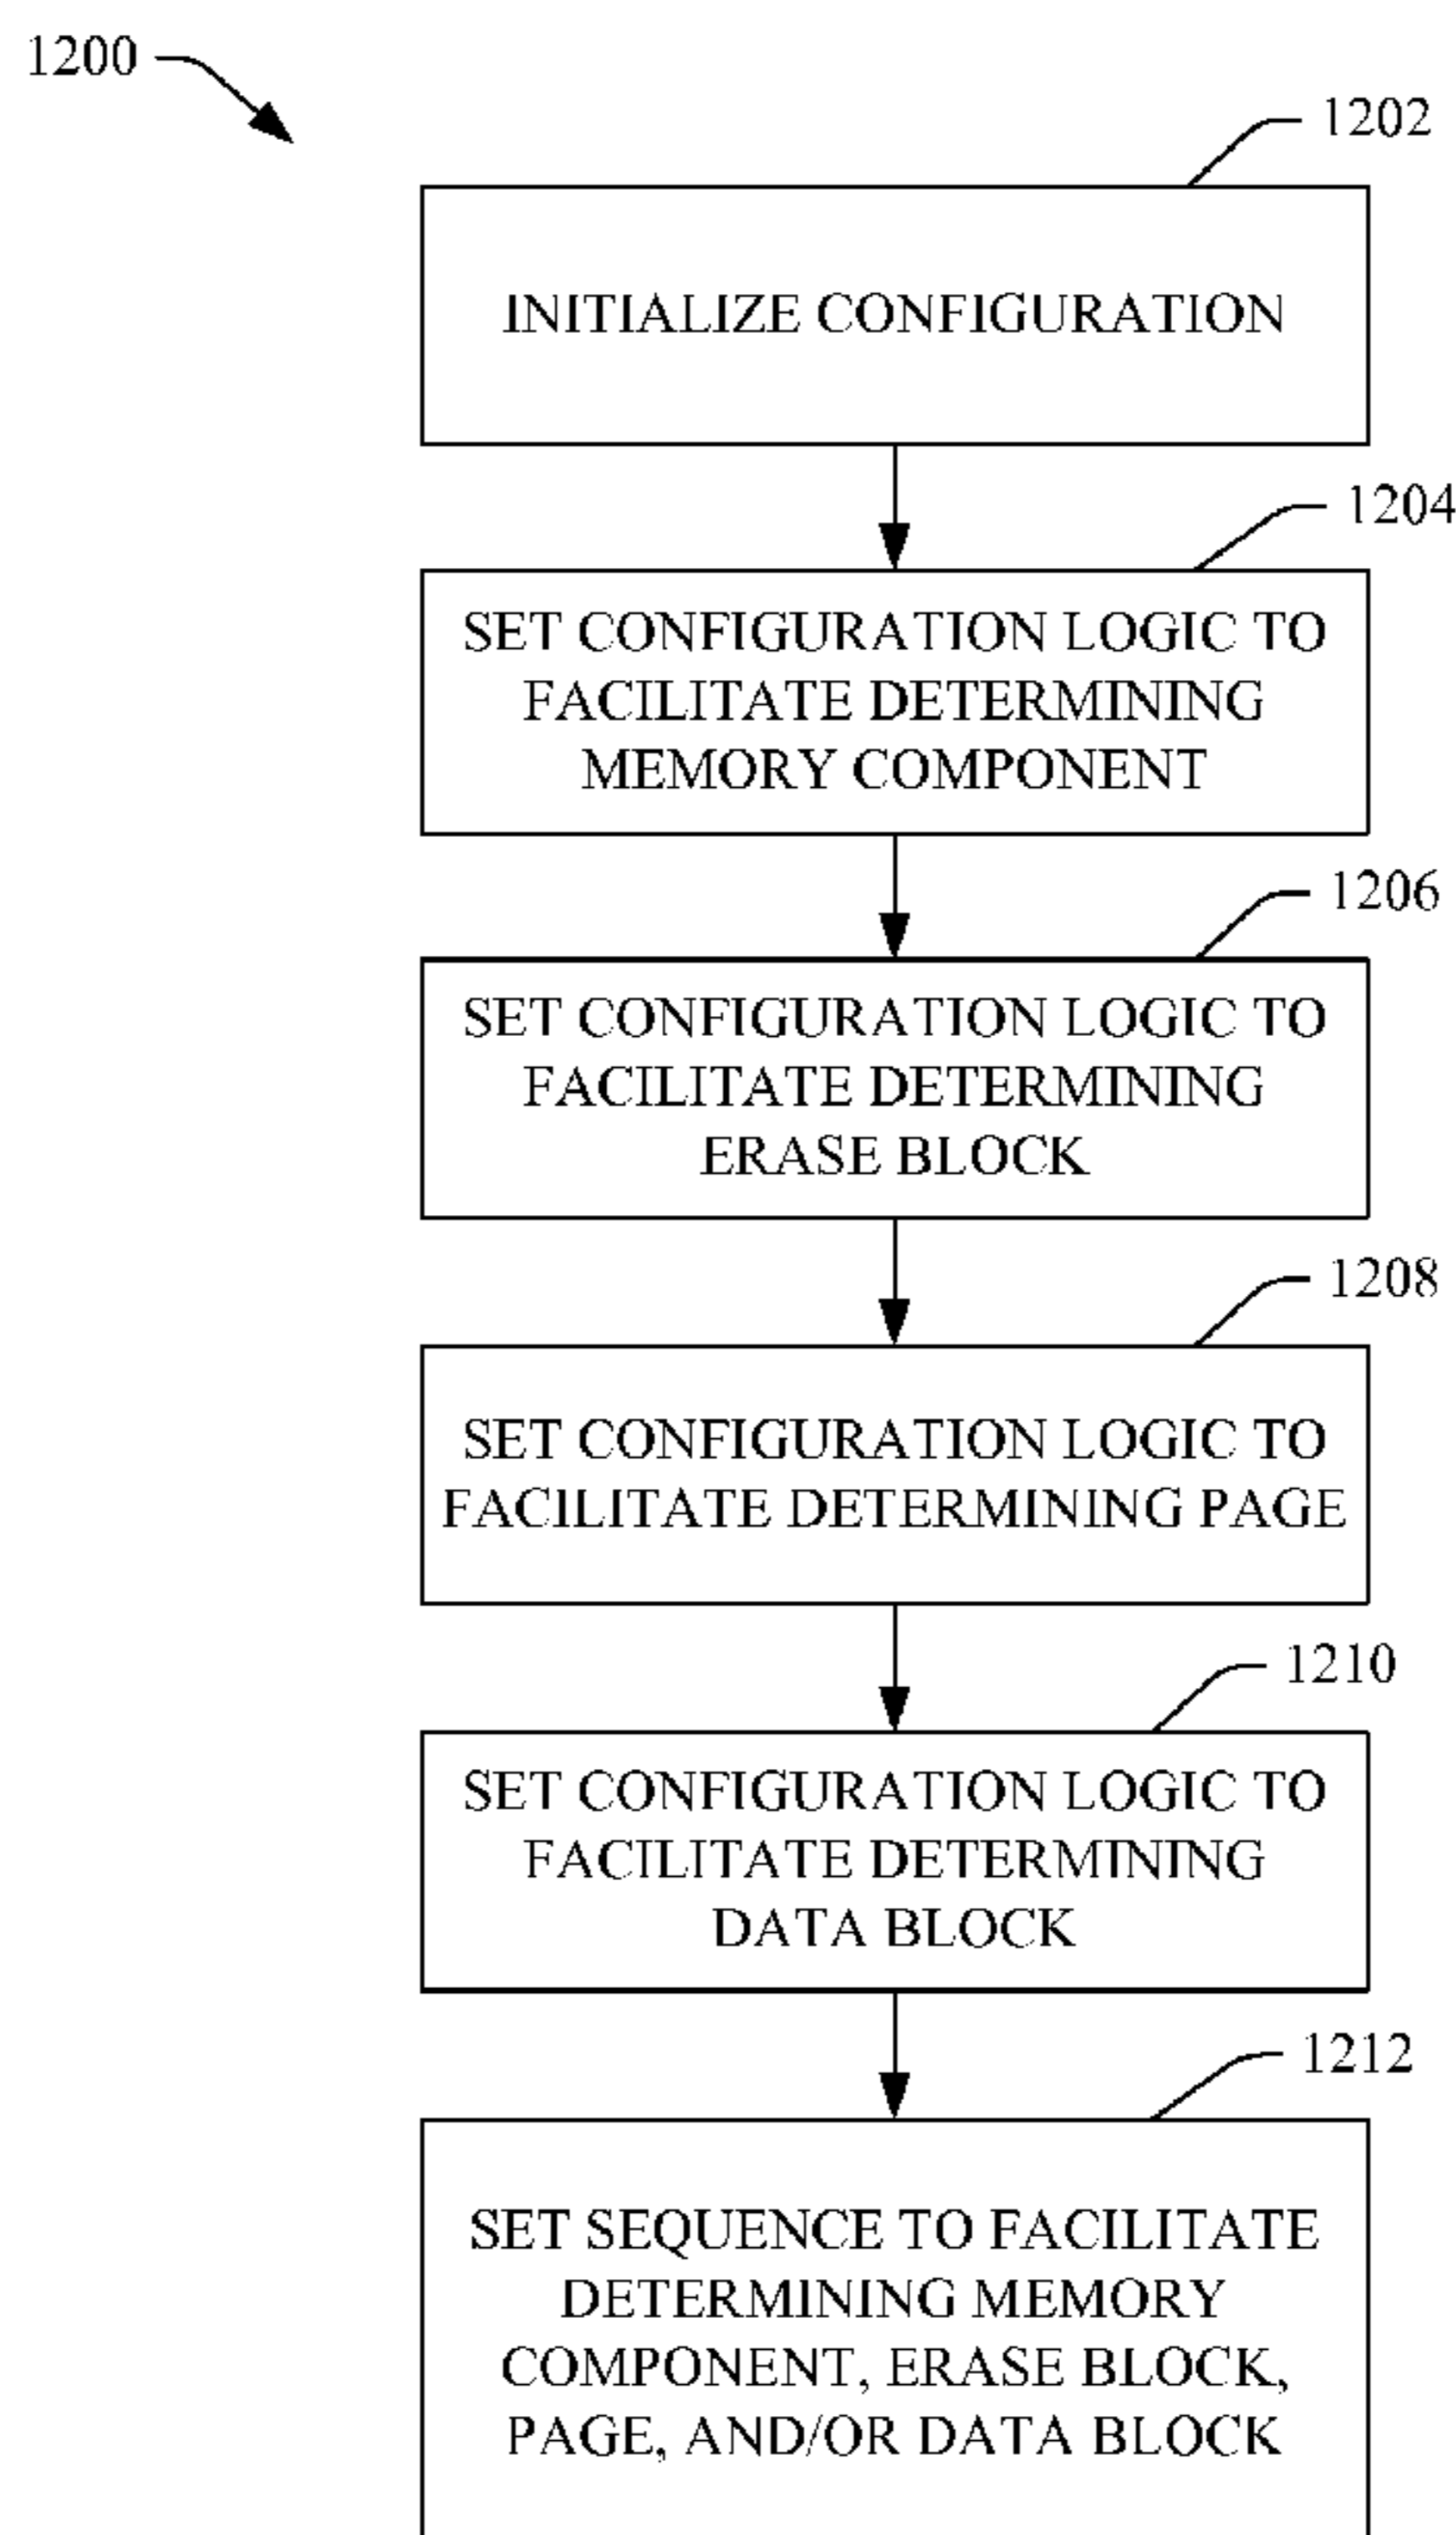 1200
1202
INITIALIZE CONFIGURATION
1204
SET CONFIGURATION LOGIC TO
FACILITATE DETERMINING
MEMORY COMPONENT
1206
SET CONFIGURATION LOGIC TO
FACILITATE DETERMINING
ERASE BLOCK
1208
SET CONFIGURATION LOGIC TO
FACILITATE DETERMINING PAGE
1210
SET CONFIGURATION LOGIC TO
FACILITATE DETERMINING
DATA BLOCK
1212
SET SEQUENCE TO FACILITATE
DETERMINING MEMORY
COMPONENT, ERASE BLOCK,
PAGE, AND/OR DATA BLOCK